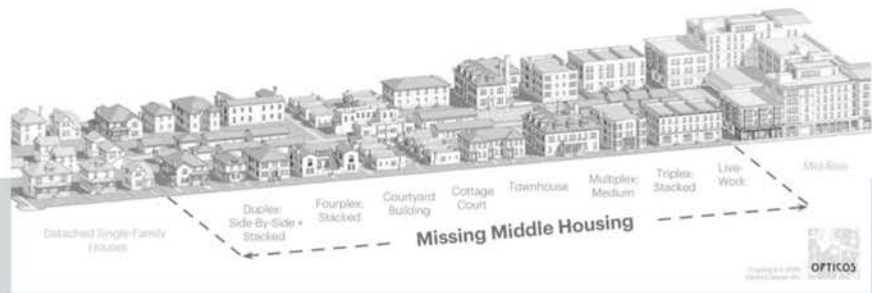 Detached Single-Family
Houses
Duplex:
Side-By-Side +
Stacked
Fourplex:
Stacked
Courtyard
Building
Cottage
Court
Townhouse
Multiplex:
Medium
Triplex:
Stacked
Live-
Work
Mid-Rise
Missing Middle Housing
OPTICOS